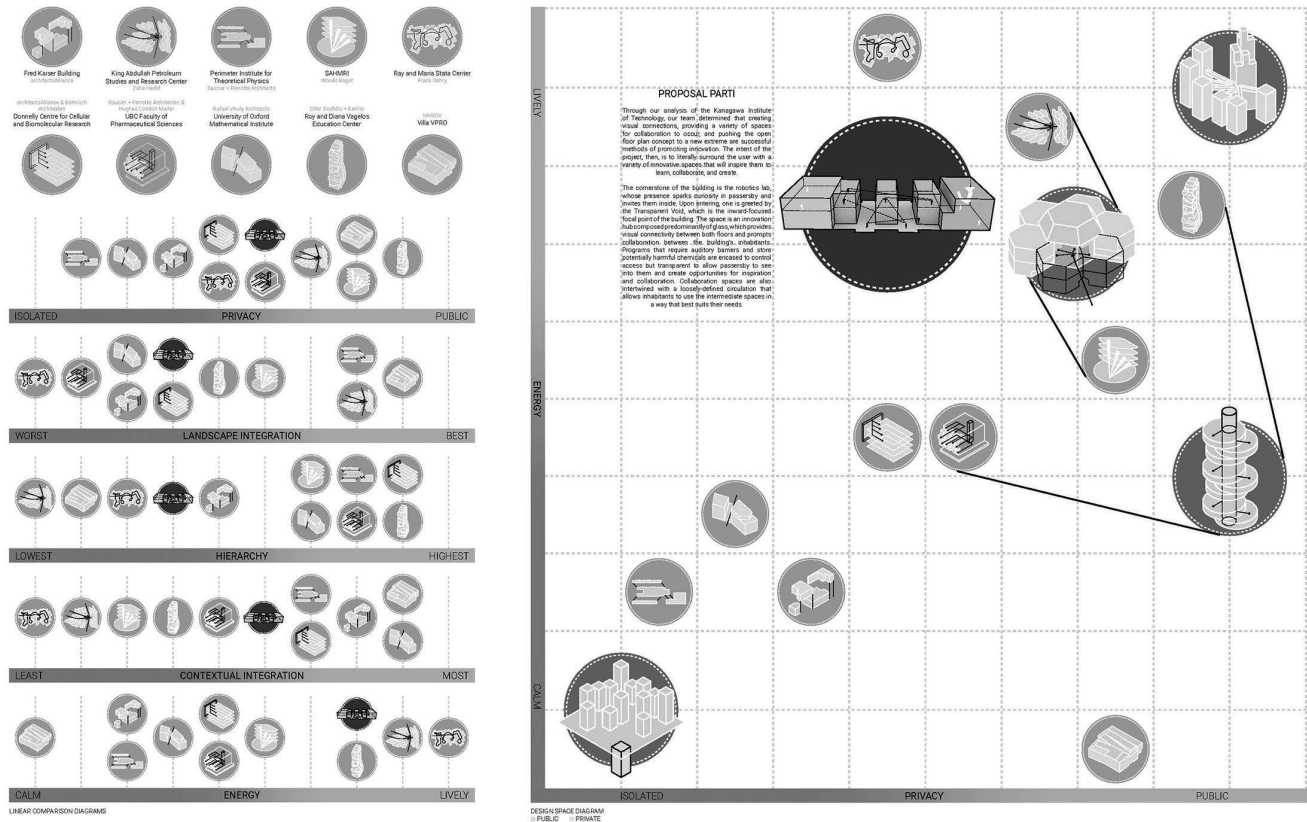 Fred Kaiser Building
architectsAlliance
King Abdullah Petroleum
Studies and Research Center
Zaha Hadid
Perimeter Institute for
Theoretical Physics
Saucier + Perrotte Architects
SAHMRI
Woods Bagot
Ray and Maria Stata Center
Frank Gehry
architectsAlliance & Behnisch
Architekten
Donnelly Centre for Cellular
and Biomolecular Research
Saucier + Perrotte Architectes &
Hughes Condon Marler
UBC Faculty of
Pharmaceutical Sciences
Rafael Vinoly Architects
University of Oxford
Mathematical Institute
Diller Scofidio + Renfro
Roy and Diana Vagelos
Education Center
MVRDV
Villa VPRO
ISOLATED PRIVACY PUBLIC
WORST LANDSCAPE INTEGRATION BEST
LOWEST HIERARCHY HIGHEST
LEAST CONTEXTUAL INTEGRATION MOST
CALM ENERGY LIVELY
LINEAR COMPARISON DIAGRAMS
LIVELY
ENERGY
CALM
PROPOSAL PARTI
Through our analysis of the Kanagawa Institute
of Technology, our team determined that creating
visual connections, providing a variety of spaces
for collaboration to occur, and pushing the open
floor plan concept to a new extreme are successful
methods of promoting innovation. The intent of the
project, then, is to literally surround the user with a
variety of innovative spaces that will inspire them to
learn, collaborate, and create.
The cornerstone of the building is the robotics lab,
whose presence sparks curiosity in passersby and
invites them inside. Upon entering, one is greeted by
the Transparent Void, which is the inward-focused
focal point of the building. The space is an innovation
hub composed predominantly of glass, which provides
visual connectivity between both floors and prompts
collaboration between the building's inhabitants.
Programs that require auditory barriers and store
potentially harmful chemicals are encased to control
access but transparent to allow passersby to see
into them and create opportunities for inspiration
and collaboration. Collaboration spaces are also
intertwined with a loosely-defined circulation that
allows inhabitants to use the intermediate spaces in
a way that best suits their needs.
ISOLATED PRIVACY PUBLIC
DESIGN SPACE DIAGRAM
PUBLIC PRIVATE